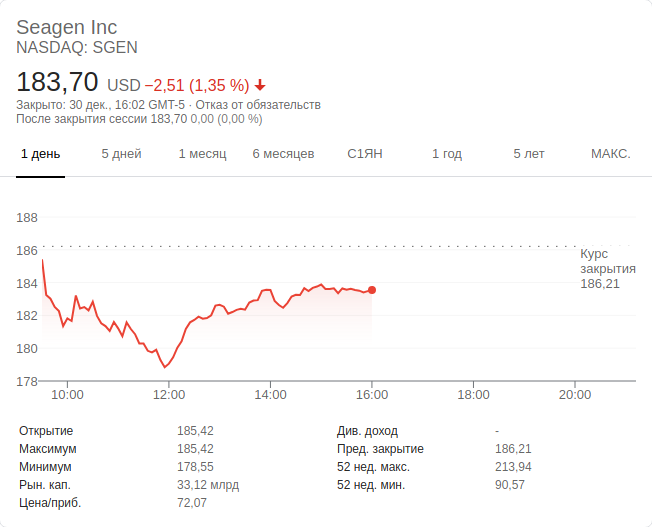 Seagen Inc
NASDAQ: SGEN
183,70 USD −2,51 (1,35 %)
Закрыто: 30 дек., 16:02 GMT-5 · Отказ от обязательств
После закрытия сессии 183,70 0,00 (0,00 %)
1 день 5 дней 1 месяц 6 месяцев С1ЯН 1 год 5 лет МАКС.
188
186
184
182
180
178
Курс
закрытия
186,21
10:00 12:00 14:00 16:00 18:00 20:00
Открытие 185,42 Див. доход -
Максимум 185,42 Пред. закрытие 186,21
Минимум 178,55 52 нед. макс. 213,94
Рын. кап. 33,12 млрд 52 нед. мин. 90,57
Цена/приб. 72,07